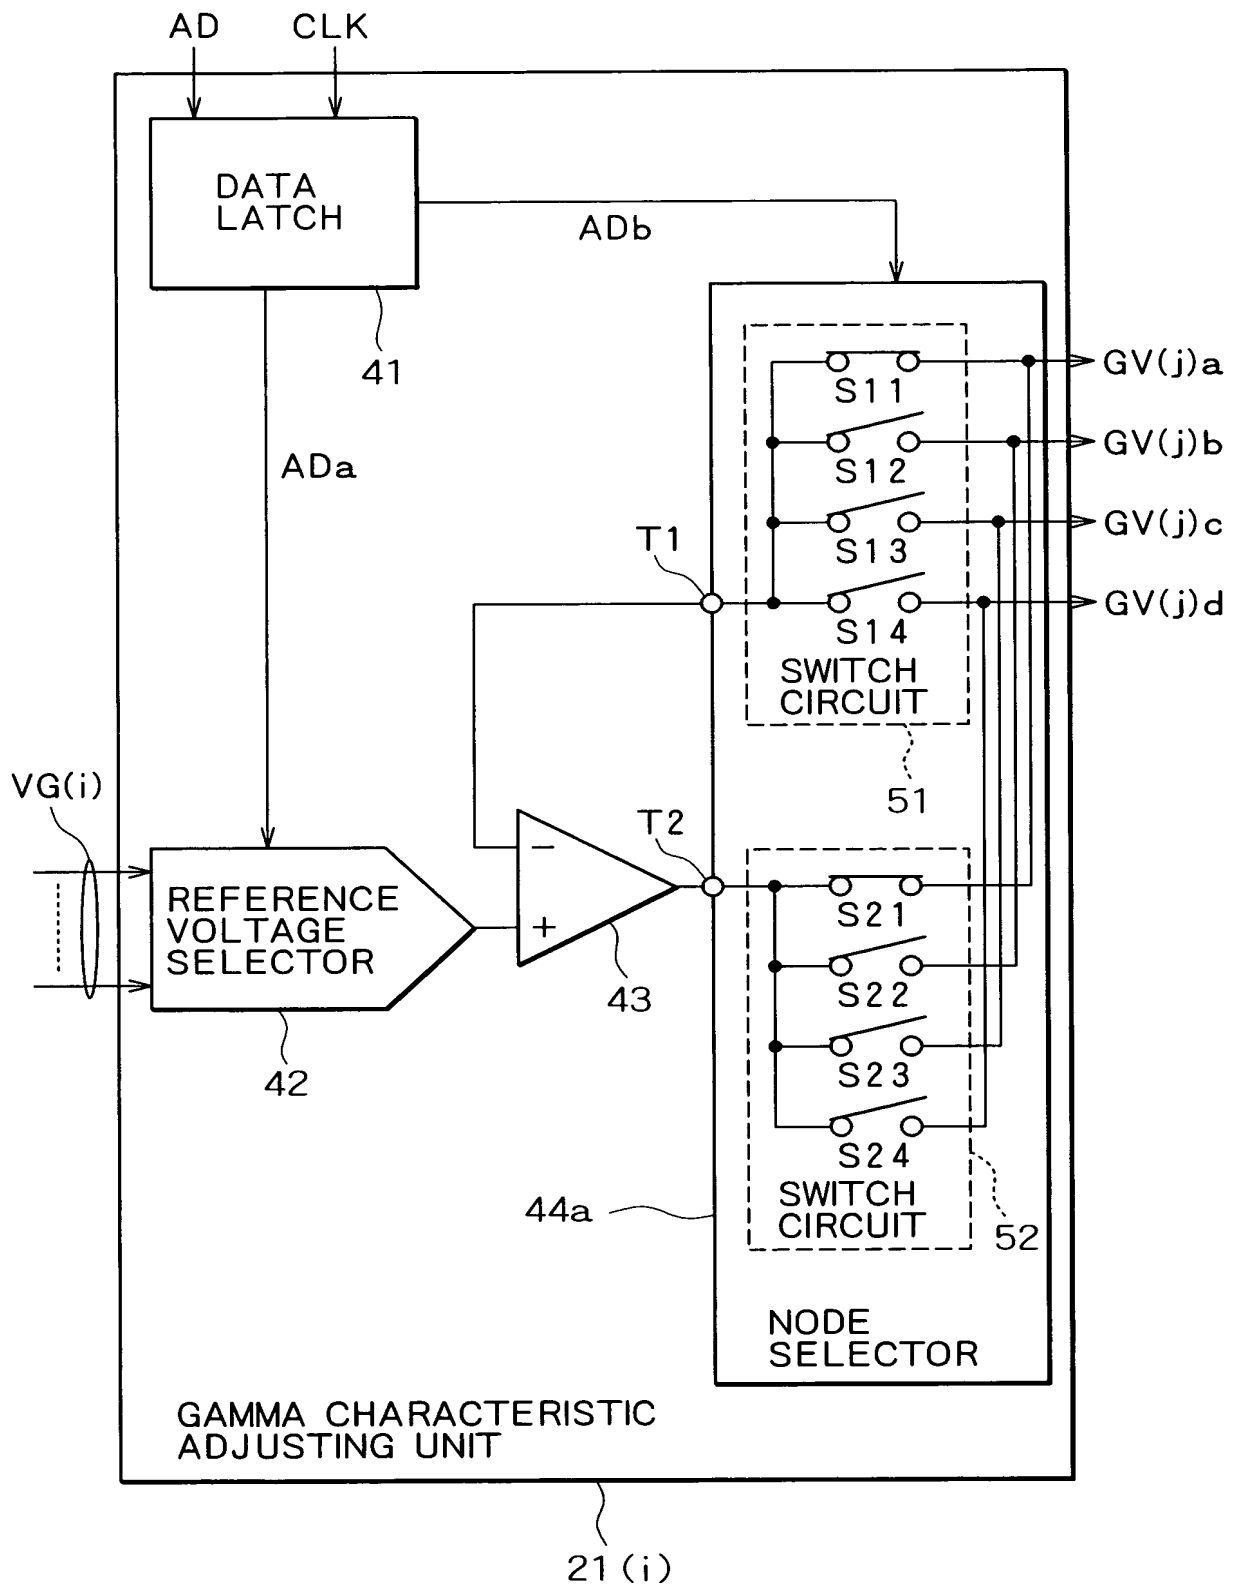 AD
CLK
DATA
LATCH
ADb
41
ADa
S11
GV(j)a
S12
GV(j)b
S13
GV(j)c
T1
S14
GV(j)d
SWITCH
CIRCUIT
51
VG(i)
T2
REFERENCE
VOLTAGE
SELECTOR
−
+
43
42
S21
S22
S23
S24
SWITCH
CIRCUIT
52
44a
NODE
SELECTOR
GAMMA CHARACTERISTIC
ADJUSTING UNIT
21(i)